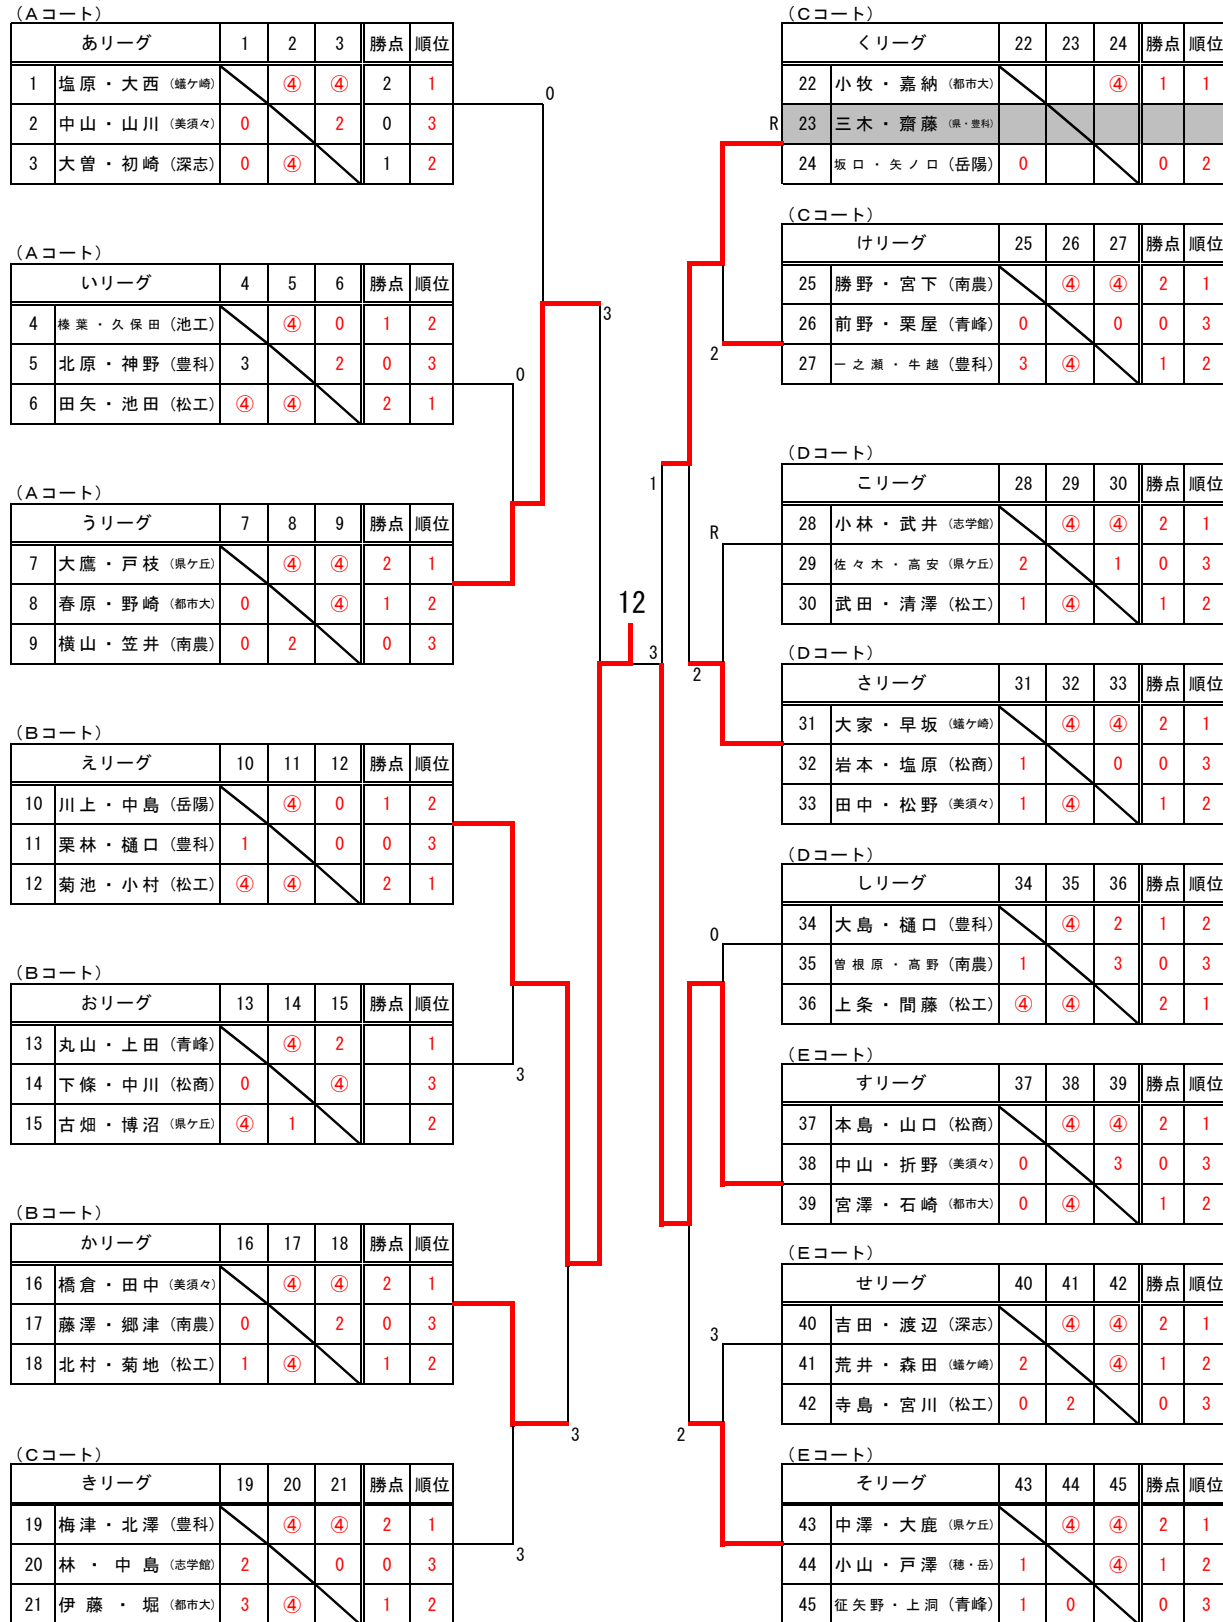 （Ａコート）
あリーグ 1 2 3 勝点 順位
1 塩原・大西（蟻ケ崎） ④ ④ 2 1
2 中山・山川（美須々） 0 2 0 3
3 大曽・初崎（深志） 0 ④ 1 2
0
（Ａコート）
いリーグ 4 5 6 勝点 順位
4 榛葉・久保田（池工） ④ 0 1 2
5 北原・神野（豊科） 3 2 0 3
6 田矢・池田（松工） ④ ④ 2 1
0
3
（Ａコート）
うリーグ 7 8 9 勝点 順位
7 大鷹・戸枝（県ケ丘） ④ ④ 2 1
8 春原・野崎（都市大） 0 ④ 1 2
9 横山・笠井（南農） 0 2 0 3
12
（Ｂコート）
えリーグ 10 11 12 勝点 順位
10 川上・中島（岳陽） ④ 0 1 2
11 栗林・樋口（豊科） 1 0 0 3
12 菊池・小村（松工） ④ ④ 2 1
（Ｂコート）
おリーグ 13 14 15 勝点 順位
13 丸山・上田（青峰） ④ 2 1
14 下條・中川（松商） 0 ④ 3
15 古畑・博沼（県ケ丘） ④ 1 2
3
（Ｂコート）
かリーグ 16 17 18 勝点 順位
16 橋倉・田中（美須々） ④ ④ 2 1
17 藤澤・郷津（南農） 0 2 0 3
18 北村・菊地（松工） 1 ④ 1 2
3
（Ｃコート）
きリーグ 19 20 21 勝点 順位
19 梅津・北澤（豊科） ④ ④ 2 1
20 林・中島（志学館） 2 0 0 3
21 伊藤・堀（都市大） 3 ④ 1 2
3
（Ｃコート）
くリーグ 22 23 24 勝点 順位
22 小牧・嘉納（都市大） ④ 1 1
R 23 三木・齋藤（県・豊科）
24 坂口・矢ノ口（岳陽） 0 0 2
（Ｃコート）
けリーグ 25 26 27 勝点 順位
25 勝野・宮下（南農） ④ ④ 2 1
26 前野・栗屋（青峰） 0 0 0 3
27 一之瀬・牛越（豊科） 3 ④ 1 2
2
（Ｄコート）
こリーグ 28 29 30 勝点 順位
28 小林・武井（志学館） ④ ④ 2 1
29 佐々木・高安（県ケ丘） 2 1 0 3
30 武田・清澤（松工） 1 ④ 1 2
1
R
（Ｄコート）
さリーグ 31 32 33 勝点 順位
31 大家・早坂（蟻ケ崎） ④ ④ 2 1
32 岩本・塩原（松商） 1 0 0 3
33 田中・松野（美須々） 1 ④ 1 2
3
2
（Ｄコート）
しリーグ 34 35 36 勝点 順位
34 大島・樋口（豊科） ④ 2 1 2
35 曽根原・高野（南農） 1 3 0 3
36 上条・間藤（松工） ④ ④ 2 1
0
（Ｅコート）
すリーグ 37 38 39 勝点 順位
37 本島・山口（松商） ④ ④ 2 1
38 中山・折野（美須々） 0 3 0 3
39 宮澤・石崎（都市大） 0 ④ 1 2
（Ｅコート）
せリーグ 40 41 42 勝点 順位
40 吉田・渡辺（深志） ④ ④ 2 1
41 荒井・森田（蟻ケ崎） 2 ④ 1 2
42 寺島・宮川（松工） 0 2 0 3
3
2
（Ｅコート）
そリーグ 43 44 45 勝点 順位
43 中澤・大鹿（県ケ丘） ④ ④ 2 1
44 小山・戸澤（穂・岳） 1 ④ 1 2
45 征矢野・上洞（青峰） 1 0 0 3